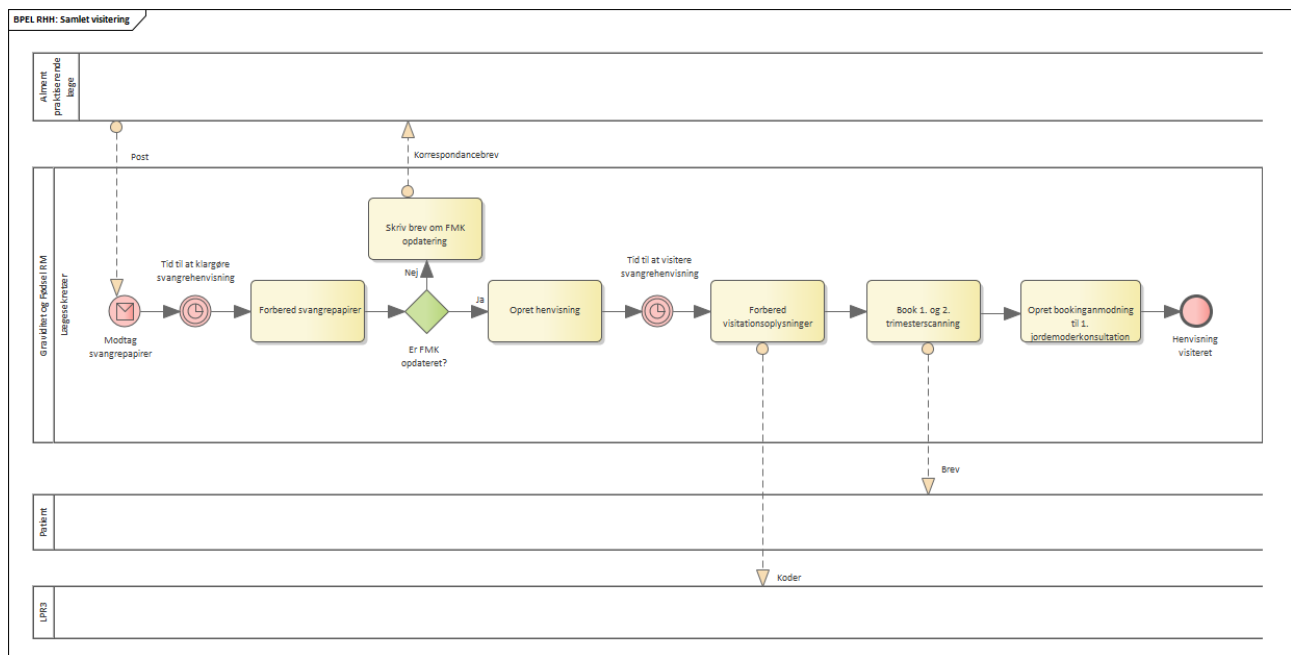 BPEL RHH: Samlet visitering
Alment
praktiserende
læge
Post
Korrespondancebrev
Graviditet og Fødsel RM
Lægesekretær
Skriv brev om FMK
opdatering
Tid til at klargøre
svangrehenvisning
Tid til at visitere
svangrehenvisning
Nej
Ja
Forbered svangrepapirer
Opret henvisning
Forbered
visitationsoplysninger
Book 1. og 2.
trimesterscanning
Opret bookinganmodning
til 1.
jordemoderkonsultation
Modtag
svangrepapirer
Er FMK
opdateret?
Henvisning
visiteret
Brev
Patient
Koder
LPR3